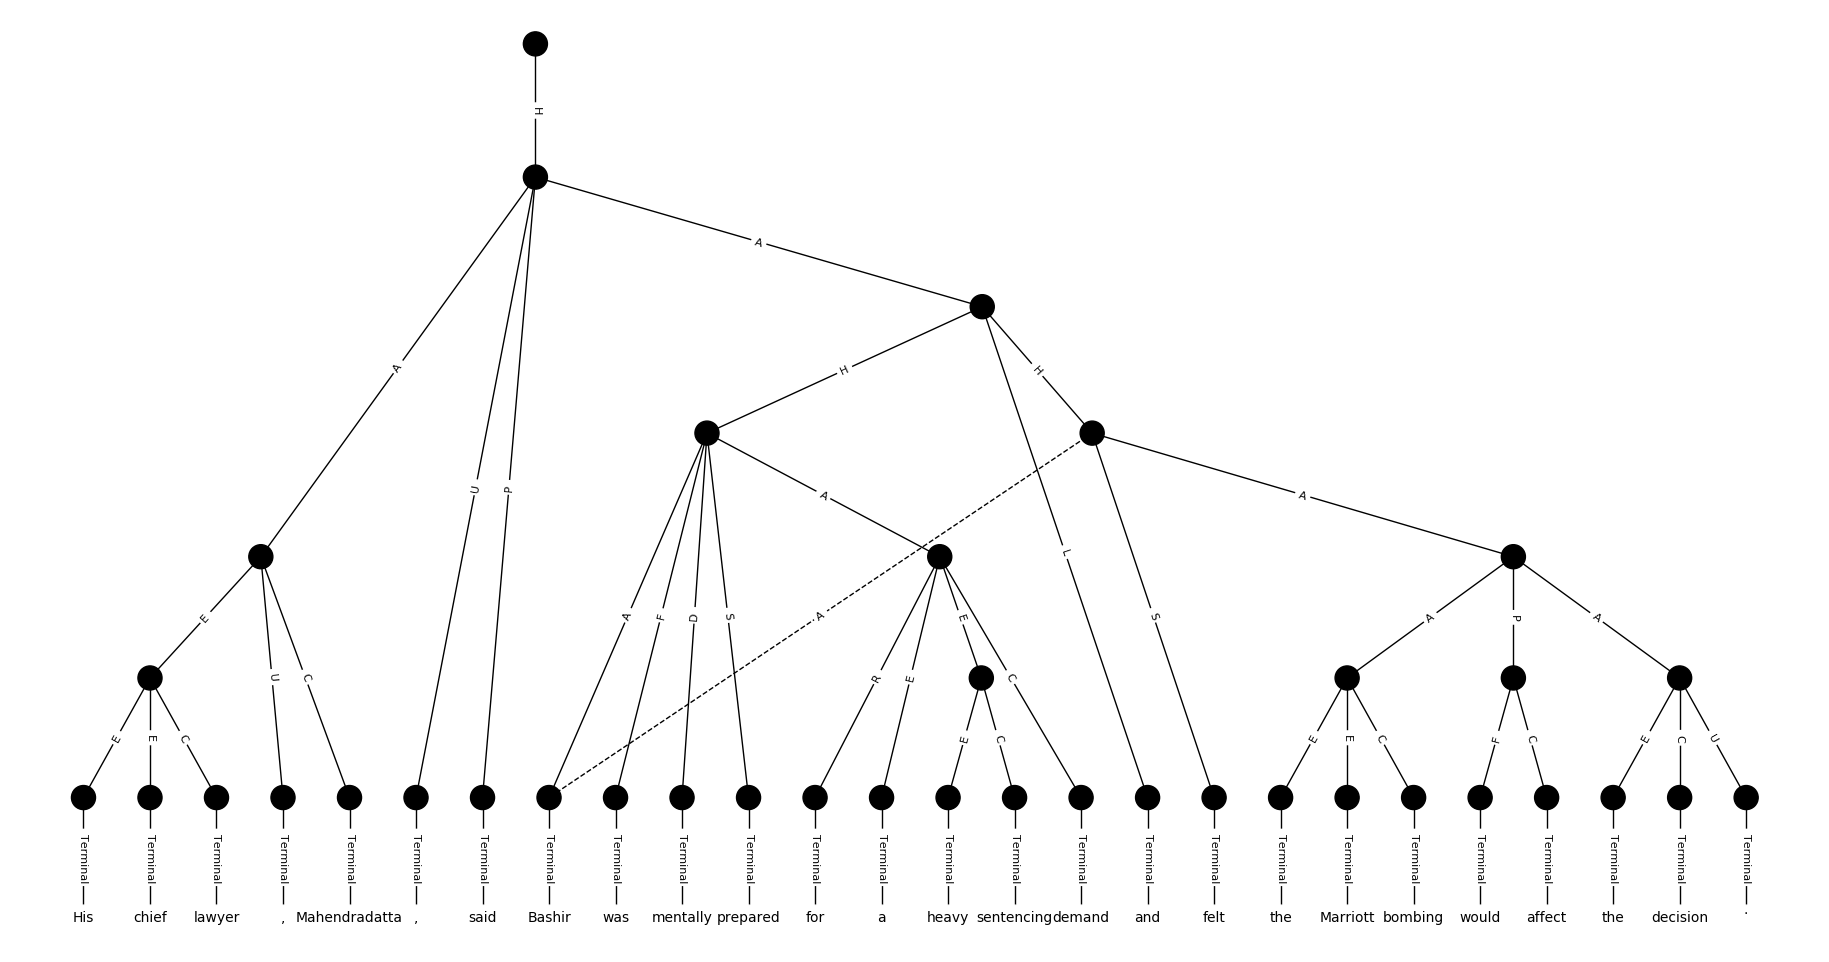 H
A
A
H
H
U
P
A
A
L
E
U
C
A
F
D
S
A
R
E
E
C
S
A
P
A
E
E
C
E
C
E
E
C
F
C
E
C
U
Terminal Terminal Terminal Terminal Terminal Terminal Terminal Terminal Terminal Terminal Terminal Terminal Terminal Terminal Terminal Terminal Terminal Terminal Terminal Terminal Terminal Terminal Terminal Terminal Terminal Terminal
His chief lawyer , Mahendradatta , said Bashir was mentally prepared for a heavy sentencing demand and felt the Marriott bombing would affect the decision .